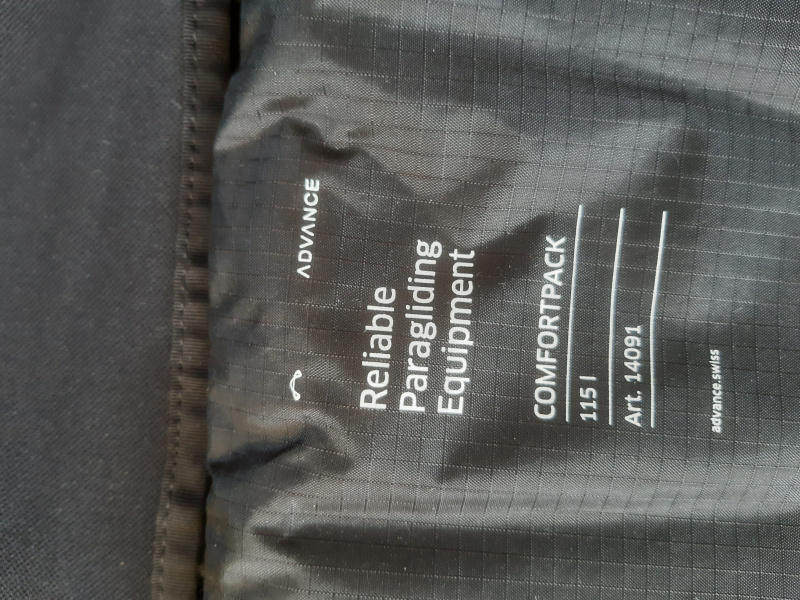 ADVANCE
Reliable
Paragliding
Equipment
COMFORTPACK
115 l
Art. 14091
advance.swiss